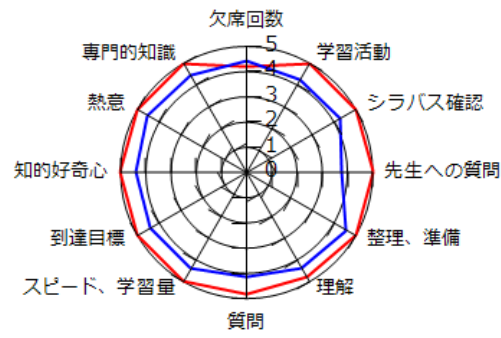 欠席回数
学習活動
シラバス確認
先生への質問
整理、準備
理解
質問
スピード、学習量
到達目標
知的好奇心
熱意
専門的知識
5
4
3
2
1
0